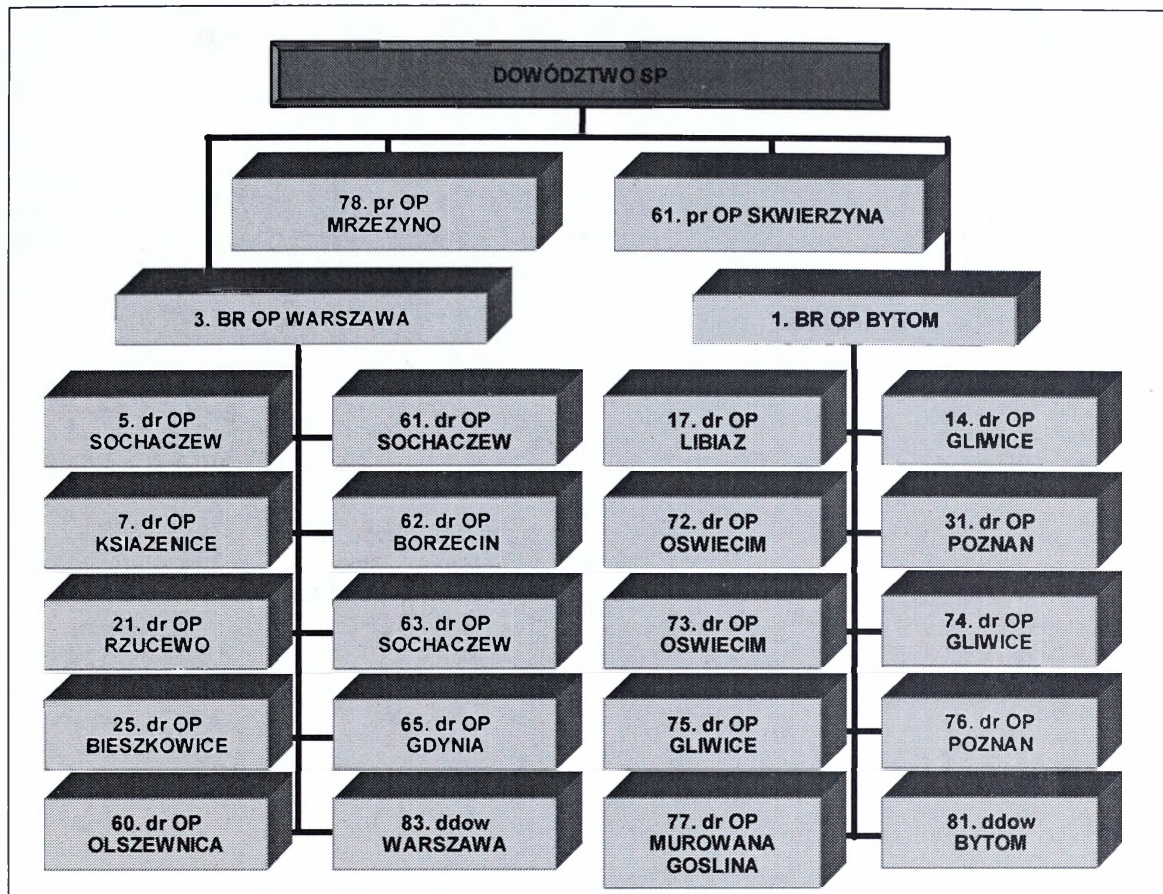 DOWÓDZTWO SP
78. pr OP
MRZEZYNO
61. pr OP SKWIERZYNA
3. BR OP WARSZAWA
1. BR OP BYTOM
5. dr OP
SOCHACZEW
61. dr OP
SOCHACZEW
17. dr OP
LIBIAZ
14. dr OP
GLIWICE
7. dr OP
KSIAZENICE
62. dr OP
BORZECIN
72. dr OP
OSWIECIM
31. dr OP
POZNAN
21. dr OP
RZUCEWO
63. dr OP
SOCHACZEW
73. dr OP
OSWIECIM
74. dr OP
GLIWICE
25. dr OP
BIESZKOWICE
65. dr OP
GDYNIA
75. dr OP
GLIWICE
76. dr OP
POZNAN
60. dr OP
OLSZEWNICA
83. ddow
WARSZAWA
77. dr OP
MUROWANA
GOSLINA
81. ddow
BYTOM